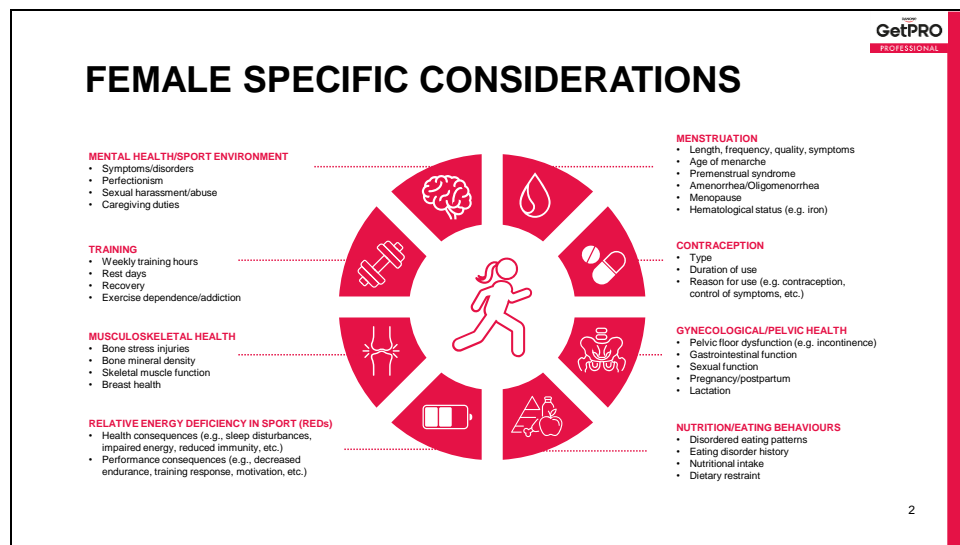 DANONE
GetPRO
PROFESSIONAL
FEMALE SPECIFIC CONSIDERATIONS
MENTAL HEALTH/SPORT ENVIRONMENT
• Symptoms/disorders
• Perfectionism
• Sexual harassment/abuse
• Caregiving duties
TRAINING
• Weekly training hours
• Rest days
• Recovery
• Exercise dependence/addiction
MUSCULOSKELETAL HEALTH
• Bone stress injuries
• Bone mineral density
• Skeletal muscle function
• Breast health
RELATIVE ENERGY DEFICIENCY IN SPORT (REDs)
• Health consequences (e.g., sleep disturbances,
impaired energy, reduced immunity, etc.)
• Performance consequences (e.g., decreased
endurance, training response, motivation, etc.)
MENSTRUATION
• Length, frequency, quality, symptoms
• Age of menarche
• Premenstrual syndrome
• Amenorrhea/Oligomenorrhea
• Menopause
• Hematological status (e.g. iron)
CONTRACEPTION
• Type
• Duration of use
• Reason for use (e.g. contraception,
control of symptoms, etc.)
GYNECOLOGICAL/PELVIC HEALTH
• Pelvic floor dysfunction (e.g. incontinence)
• Gastrointestinal function
• Sexual function
• Pregnancy/postpartum
• Lactation
NUTRITION/EATING BEHAVIOURS
• Disordered eating patterns
• Eating disorder history
• Nutritional intake
• Dietary restraint
2